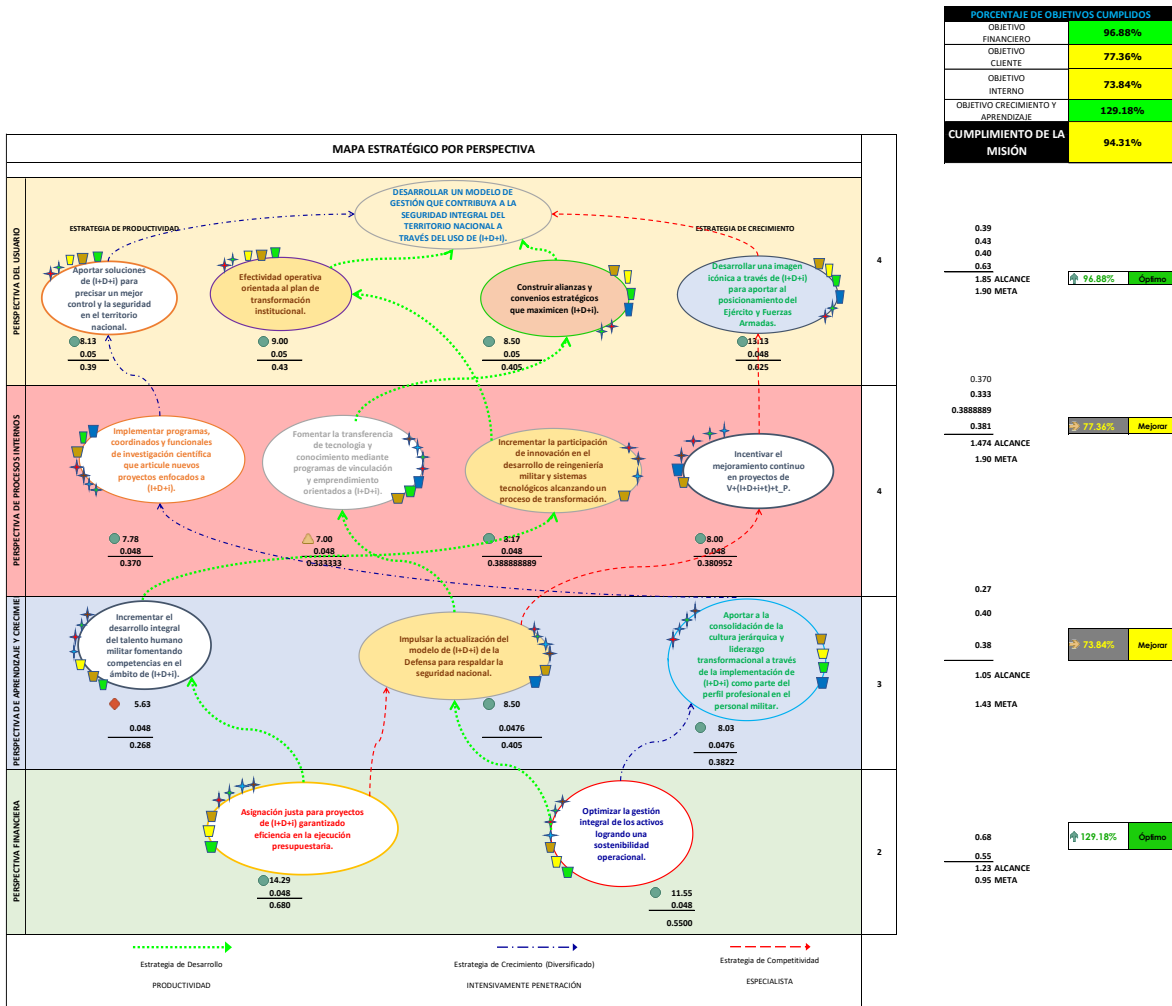 PORCENTAJE DE OBJETIVOS CUMPLIDOS
OBJETIVO
FINANCIERO
96.88%
OBJETIVO
CLIENTE
77.36%
OBJETIVO
INTERNO
73.84%
OBJETIVO CRECIMIENTO Y
APRENDIZAJE
129.18%
CUMPLIMIENTO DE LA
MISIÓN
94.31%
MAPA ESTRATÉGICO POR PERSPECTIVA
PERSPECTIVA DEL USUARIO
DESARROLLAR UN MODELO DE
GESTIÓN QUE CONTRIBUYA A LA
SEGURIDAD INTEGRAL DEL
TERRITORIO NACIONAL A
TRAVÉS DEL USO DE (I+D+I).
ESTRATEGIA DE PRODUCTIVIDAD
ESTRATEGIA DE CRECIMIENTO
Aportar soluciones
de (I+D+i) para
precisar un mejor
control y la seguridad
en el territorio
nacional.
Efectividad operativa
orientada al plan de
transformación
institucional.
Construir alianzas y
convenios estratégicos
que maximicen (I+D+i).
Desarrollar una imagen
icónica a través de (I+D+i)
para aportar al
posicionamiento del
Ejército y Fuerzas
Armadas.
4
8.13
0.05
0.39
9.00
0.05
0.43
8.50
0.05
0.405
13.13
0.048
0.625
0.39
0.43
0.40
0.63
1.85 ALCANCE
1.90 META
96.88% Óptimo
PERSPECTIVA DE PROCESOS INTERNOS
Implementar programas,
coordinados y funcionales
de investigación científica
que articule nuevos
proyectos enfocados a
(I+D+i).
Fomentar la transferencia
de tecnología y
conocimiento mediante
programas de vinculación
y emprendimiento
orientados a (I+D+i).
Incrementar la participación
de innovación en el
desarrollo de reingeniería
militar y sistemas
tecnológicos alcanzando un
proceso de transformación.
Incentivar el
mejoramiento continuo
en proyectos de
V+(I+D+i+t)+t_P.
4
7.78
0.048
0.370
7.00
0.048
0.333333
8.17
0.048
0.388888889
8.00
0.048
0.380952
0.370
0.333
0.3888889
0.381
1.474 ALCANCE
1.90 META
77.36% Mejorar
PERSPECTIVA DE APRENDIZAJE Y CRECIMIE
Incrementar el
desarrollo integral
del talento humano
militar fomentando
competencias en el
ámbito de (I+D+i).
Impulsar la actualización del
modelo de (I+D+i) de la
Defensa para respaldar la
seguridad nacional.
Aportar a la
consolidación de la
cultura jerárquica y
liderazgo
transformacional a través
de la implementación de
(I+D+i) como parte del
perfil profesional en el
personal militar.
3
5.63
0.048
0.268
8.50
0.0476
0.405
8.03
0.0476
0.3822
0.27
0.40
0.38
1.05 ALCANCE
1.43 META
73.84% Mejorar
PERSPECTIVA FINANCIERA
Asignación justa para proyectos
de (I+D+i) garantizado
eficiencia en la ejecución
presupuestaria.
Optimizar la gestión
integral de los activos
logrando una
sostenibilidad
operacional.
2
14.29
0.048
0.680
11.55
0.048
0.5500
0.68
0.55
1.23 ALCANCE
0.95 META
129.18% Óptimo
Estrategia de Desarrollo
PRODUCTIVIDAD
Estrategia de Crecimiento (Diversificado)
INTENSIVAMENTE PENETRACIÓN
Estrategia de Competitividad
ESPECIALISTA